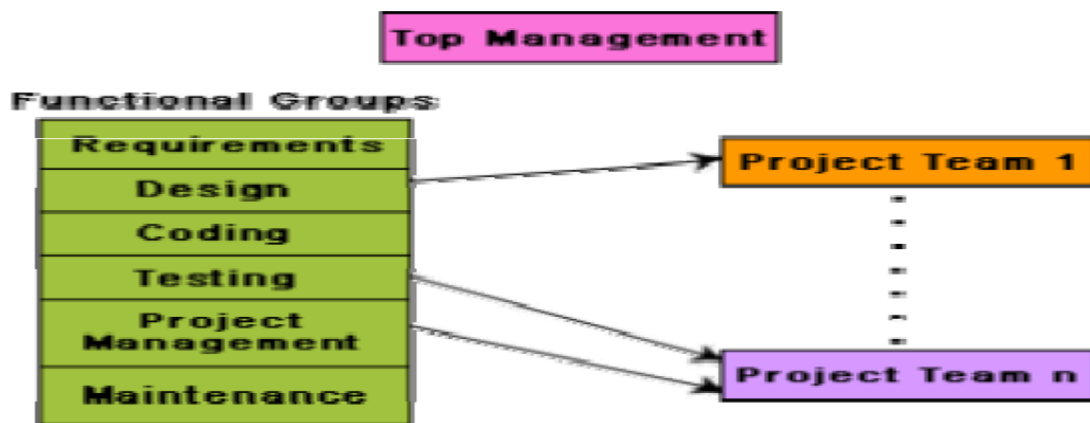 Top Management
Functional Groups
Requirements
Design
Coding
Testing
Project
Management
Maintenance
Project Team 1
Project Team n